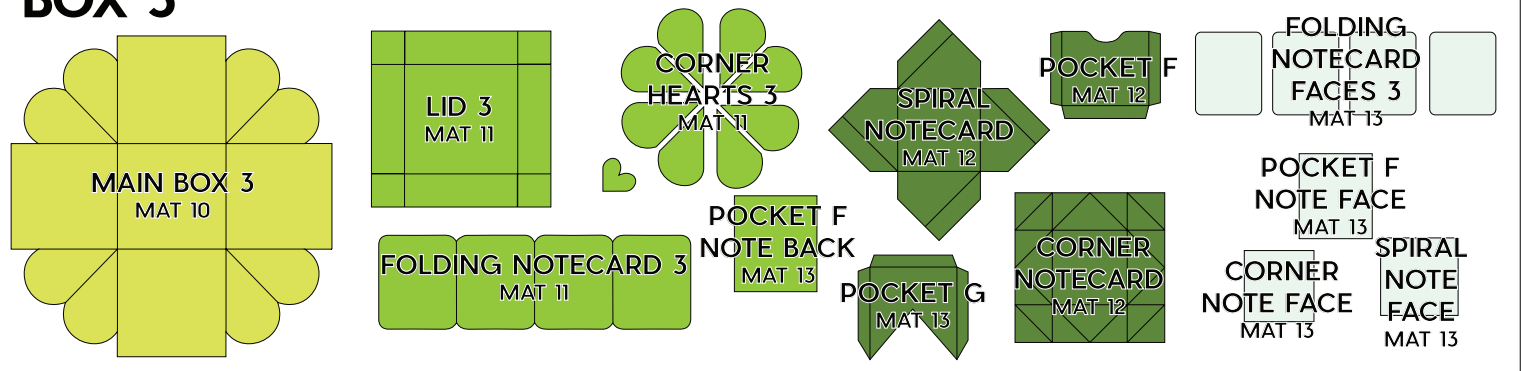 BOX 3
MAIN BOX 3
MAT 10
LID 3
MAT 11
CORNER
HEARTS 3
MAT 11
FOLDING NOTECARD 3
MAT 11
POCKET F
NOTE BACK
MAT 13
SPIRAL
NOTECARD
MAT 12
POCKET F
MAT 12
POCKET G
MAT 13
CORNER
NOTECARD
MAT 12
FOLDING
NOTECARD
FACES 3
MAT 13
POCKET F
NOTE FACE
MAT 13
CORNER
NOTE FACE
MAT 13
SPIRAL
NOTE
FACE
MAT 13